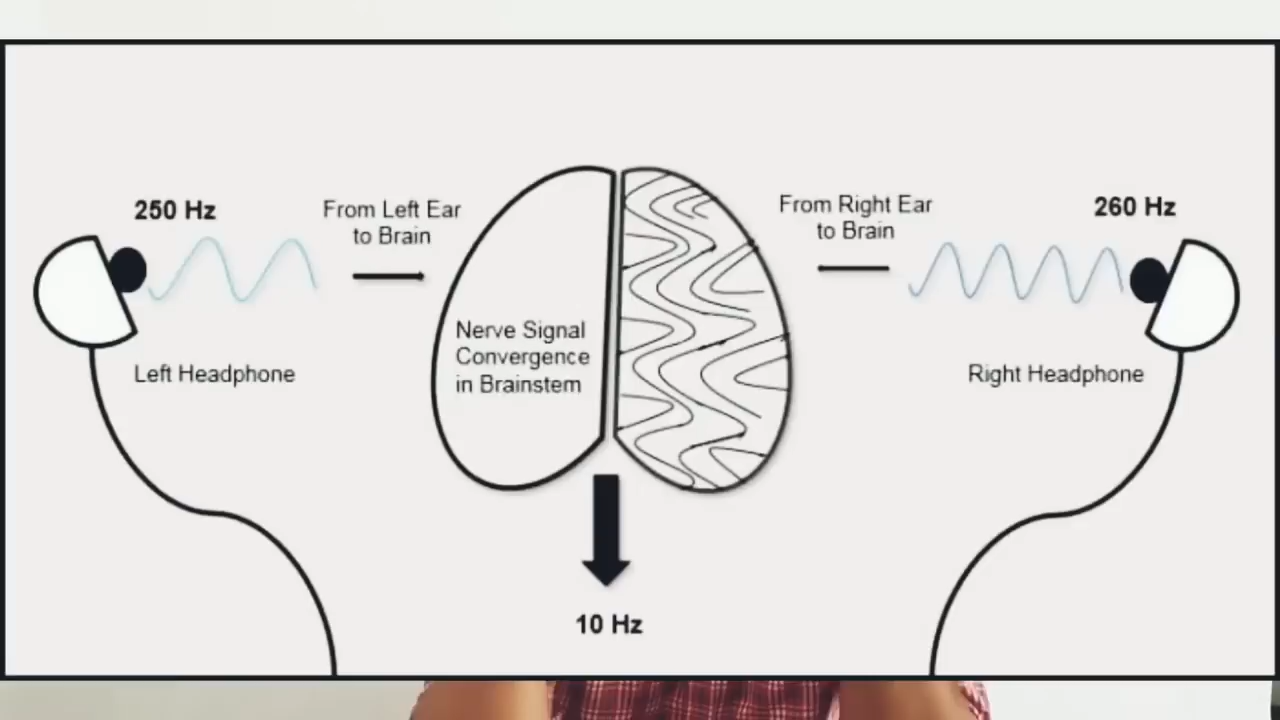 250 Hz
From Left Ear
to Brain
From Right Ear
to Brain
260 Hz
Nerve Signal
Convergence
in Brainstem
Left Headphone
Right Headphone
10 Hz